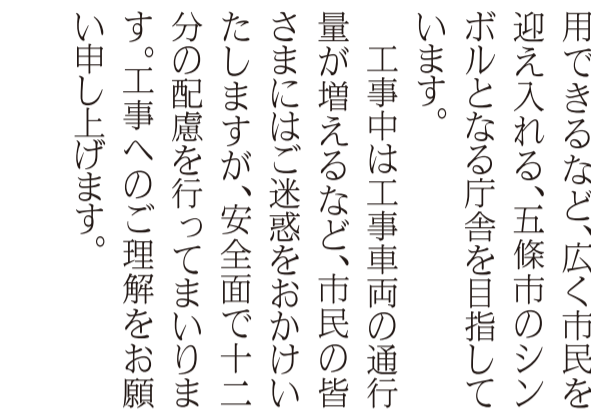 用できるなど、広く市民を
迎え入れる、五條市のシン
ボルとなる庁舎を目指して
います。
　工事中は工事車両の通行
量が増えるなど、市民の皆
さまにはご迷惑をおかけい
たしますが、安全面で十二
分の配慮を行ってまいりま
す。工事へのご理解をお願
い申し上げます。